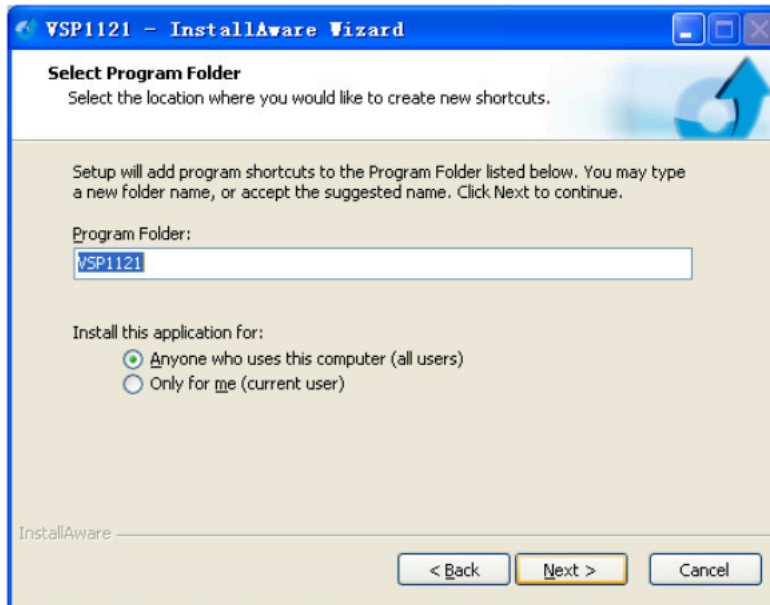 VSP1121 - InstallAware Wizard
Select Program Folder
Select the location where you would like to create new shortcuts.
Setup will add program shortcuts to the Program Folder listed below. You may type
a new folder name, or accept the suggested name. Click Next to continue.
Program Folder:
VSP1121
Install this application for:
Anyone who uses this computer (all users)
Only for me (current user)
InstallAware
< Back
Next >
Cancel